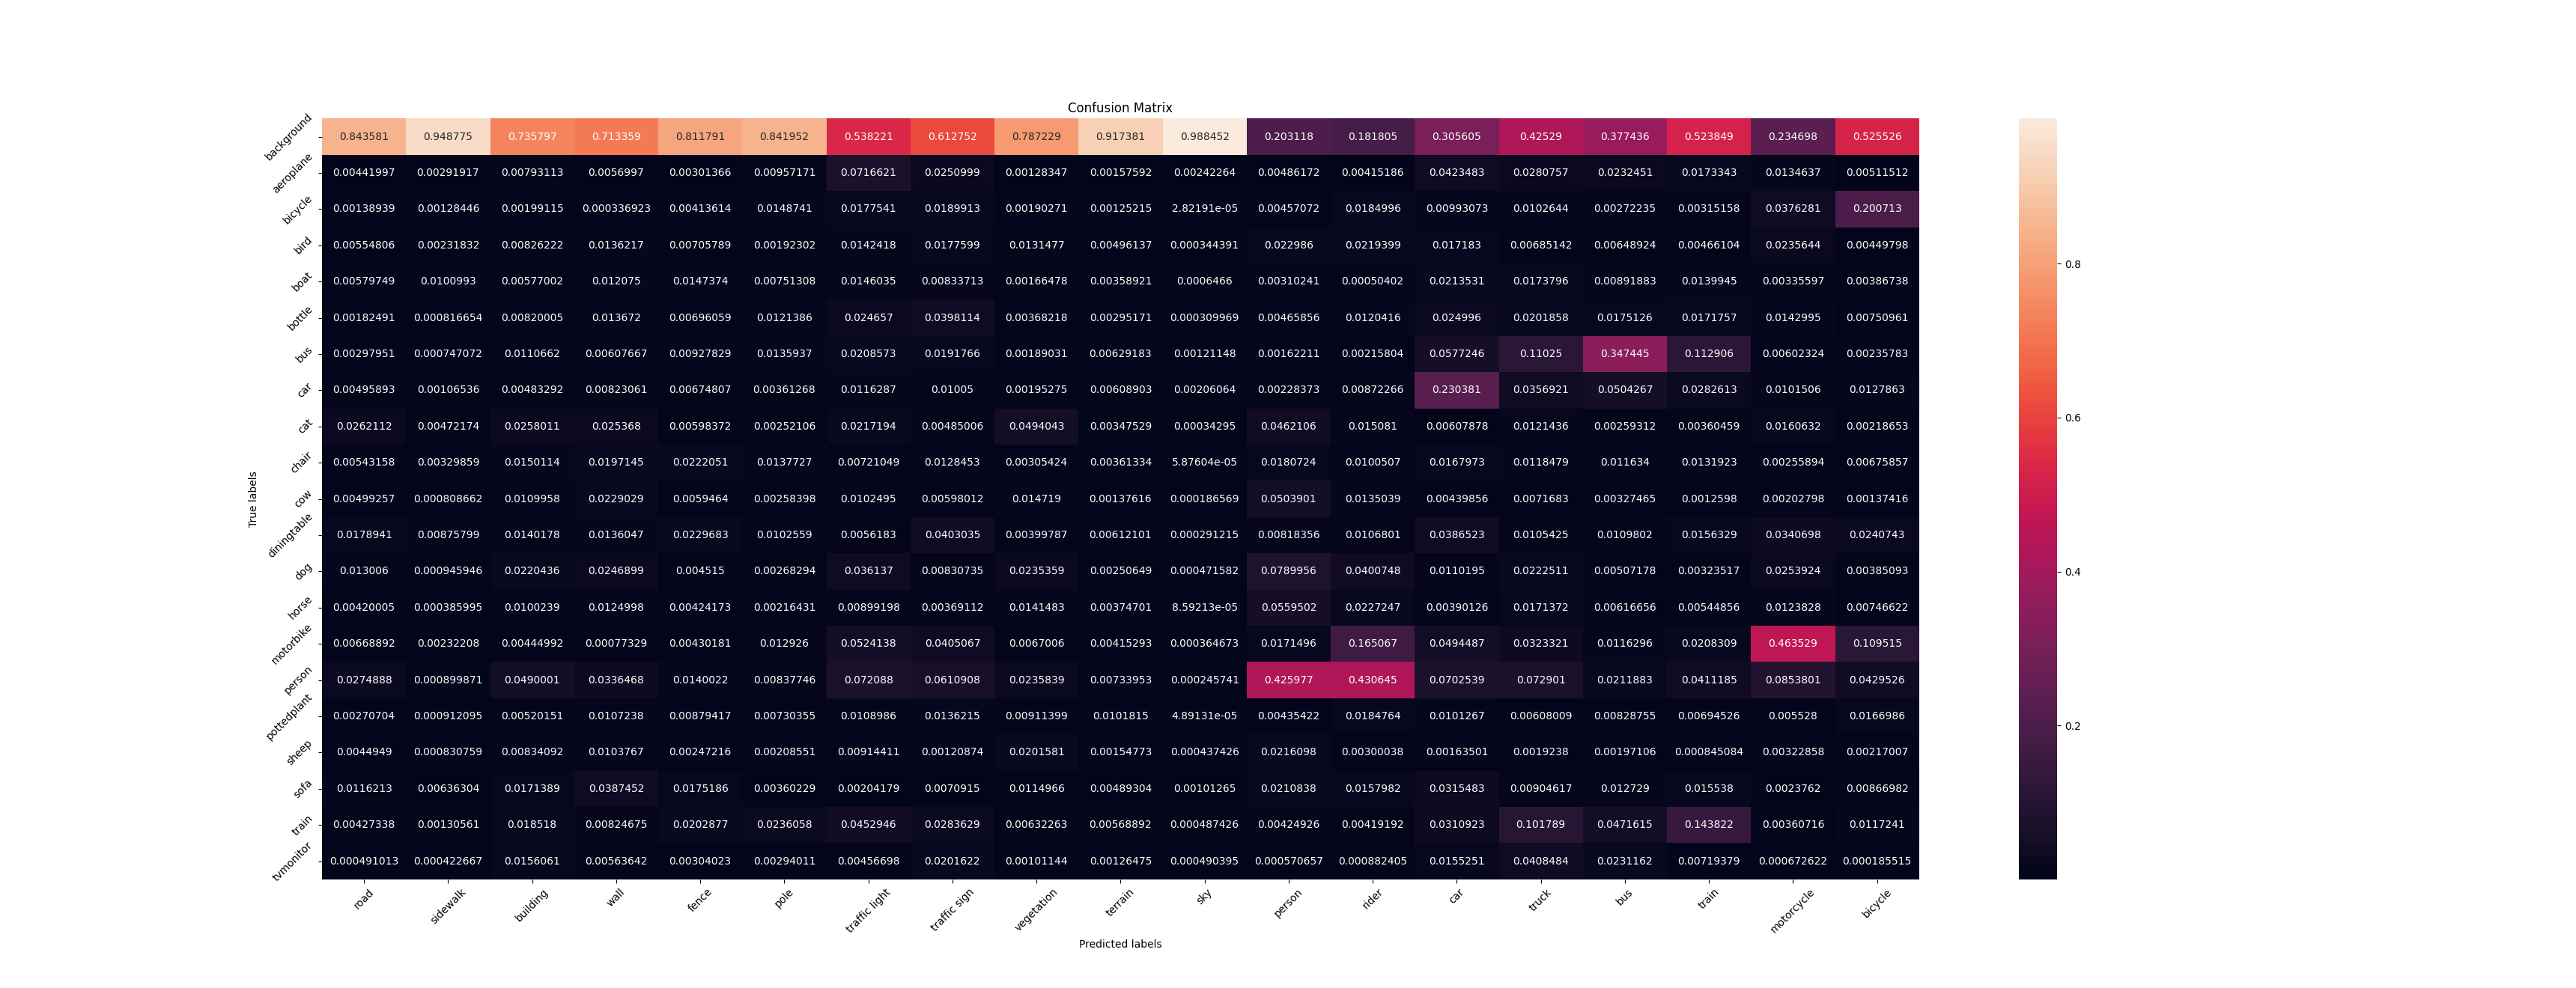 Confusion Matrix
background 0.843581 0.948775 0.735797 0.713359 0.811791 0.841952 0.538221 0.612752 0.787229 0.917381 0.988452 0.203118 0.181805 0.305605 0.42529 0.377436 0.523849 0.234698 0.525526
aeroplane 0.00441997 0.00291917 0.00793113 0.0056997 0.00301366 0.00957171 0.0716621 0.0250999 0.00128347 0.00157592 0.00242264 0.00486172 0.00415186 0.0423483 0.0280757 0.0232451 0.0173343 0.0134637 0.00511512
bicycle 0.00138939 0.00128446 0.00199115 0.000336923 0.00413614 0.0148741 0.0177541 0.0189913 0.00190271 0.00125215 2.82191e-05 0.00457072 0.0184996 0.00993073 0.0102644 0.00272235 0.00315158 0.0376281 0.200713
bird 0.00554806 0.00231832 0.00826222 0.0136217 0.00705789 0.00192302 0.0142418 0.0177599 0.0131477 0.00496137 0.000344391 0.022986 0.0219399 0.017183 0.00685142 0.00648924 0.00466104 0.0235644 0.00449798
boat 0.00579749 0.0100993 0.00577002 0.012075 0.0147374 0.00751308 0.0146035 0.00833713 0.00166478 0.00358921 0.0006466 0.00310241 0.00050402 0.0213531 0.0173796 0.00891883 0.0139945 0.00335597 0.00386738
bottle 0.00182491 0.000816654 0.00820005 0.013672 0.00696059 0.0121386 0.024657 0.0398114 0.00368218 0.00295171 0.000309969 0.00465856 0.0120416 0.024996 0.0201858 0.0175126 0.0171757 0.0142995 0.00750961
bus 0.00297951 0.000747072 0.0110662 0.00607667 0.00927829 0.0135937 0.0208573 0.0191766 0.00189031 0.00629183 0.00121148 0.00162211 0.00215804 0.0577246 0.11025 0.347445 0.112906 0.00602324 0.00235783
car 0.00495893 0.00106536 0.00483292 0.00823061 0.00674807 0.00361268 0.0116287 0.01005 0.00195275 0.00608903 0.00206064 0.00228373 0.00872266 0.230381 0.0356921 0.0504267 0.0282613 0.0101506 0.0127863
cat 0.0262112 0.00472174 0.0258011 0.025368 0.00598372 0.00252106 0.0217194 0.00485006 0.0494043 0.00347529 0.00034295 0.0462106 0.015081 0.00607878 0.0121436 0.00259312 0.00360459 0.0160632 0.00218653
chair 0.00543158 0.00329859 0.0150114 0.0197145 0.0222051 0.0137727 0.00721049 0.0128453 0.00305424 0.00361334 5.87604e-05 0.0180724 0.0100507 0.0167973 0.0118479 0.011634 0.0131923 0.00255894 0.00675857
cow 0.00499257 0.000808662 0.0109958 0.0229029 0.0059464 0.00258398 0.0102495 0.00598012 0.014719 0.00137616 0.000186569 0.0503901 0.0135039 0.00439856 0.0071683 0.00327465 0.0012598 0.00202798 0.00137416
diningtable 0.0178941 0.00875799 0.0140178 0.0136047 0.0229683 0.0102559 0.0056183 0.0403035 0.00399787 0.00612101 0.000291215 0.00818356 0.0106801 0.0386523 0.0105425 0.0109802 0.0156329 0.0340698 0.0240743
dog 0.013006 0.000945946 0.0220436 0.0246899 0.004515 0.00268294 0.036137 0.00830735 0.0235359 0.00250649 0.000471582 0.0789956 0.0400748 0.0110195 0.0222511 0.00507178 0.00323517 0.0253924 0.00385093
horse 0.00420005 0.000385995 0.0100239 0.0124998 0.00424173 0.00216431 0.00899198 0.00369112 0.0141483 0.00374701 8.59213e-05 0.0559502 0.0227247 0.00390126 0.0171372 0.00616656 0.00544856 0.0123828 0.00746622
motorbike 0.00668892 0.00232208 0.00444992 0.00077329 0.00430181 0.012926 0.0524138 0.0405067 0.0067006 0.00415293 0.000364673 0.0171496 0.165067 0.0494487 0.0323321 0.0116296 0.0208309 0.463529 0.109515
person 0.0274888 0.000899871 0.0490001 0.0336468 0.0140022 0.00837746 0.072088 0.0610908 0.0235839 0.00733953 0.000245741 0.425977 0.430645 0.0702539 0.072901 0.0211883 0.0411185 0.0853801 0.0429526
pottedplant 0.00270704 0.000912095 0.00520151 0.0107238 0.00879417 0.00730355 0.0108986 0.0136215 0.00911399 0.0101815 4.89131e-05 0.00435422 0.0184764 0.0101267 0.00608009 0.00828755 0.00694526 0.005528 0.0166986
sheep 0.0044949 0.000830759 0.00834092 0.0103767 0.00247216 0.00208551 0.00914411 0.00120874 0.0201581 0.00154773 0.000437426 0.0216098 0.00300038 0.00163501 0.0019238 0.00197106 0.000845084 0.00322858 0.00217007
sofa 0.0116213 0.00636304 0.0171389 0.0387452 0.0175186 0.00360229 0.00204179 0.0070915 0.0114966 0.00489304 0.00101265 0.0210838 0.0157982 0.0315483 0.00904617 0.012729 0.015538 0.0023762 0.00866982
train 0.00427338 0.00130561 0.018518 0.00824675 0.0202877 0.0236058 0.0452946 0.0283629 0.00632263 0.00568892 0.000487426 0.00424926 0.00419192 0.0310923 0.101789 0.0471615 0.143822 0.00360716 0.0117241
tvmonitor 0.000491013 0.000422667 0.0156061 0.00563642 0.00304023 0.00294011 0.00456698 0.0201622 0.00101144 0.00126475 0.000490395 0.000570657 0.000882405 0.0155251 0.0408484 0.0231162 0.00719379 0.000672622 0.000185515
road sidewalk building wall fence pole traffic light traffic sign vegetation terrain sky person rider car truck bus train motorcycle bicycle
Predicted labels
True labels
0.8
0.6
0.4
0.2